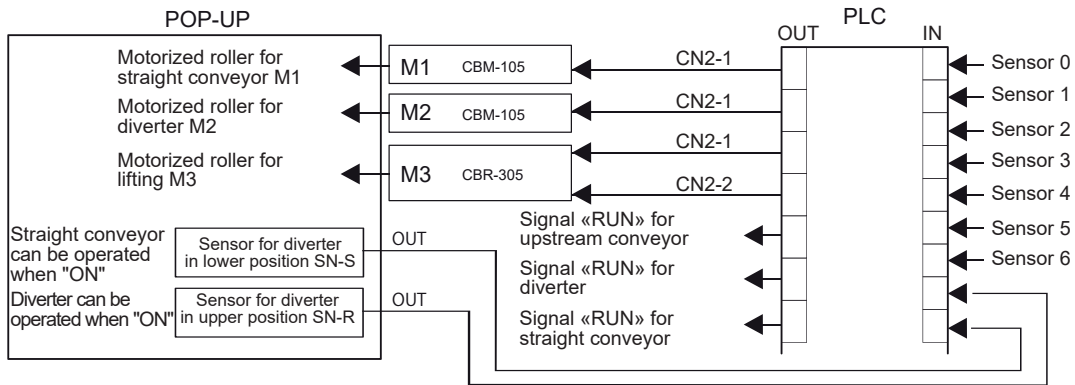 POP-UP
PLC
OUT
IN
Motorized roller for
straight conveyor M1
M1 CBM-105
CN2-1
Sensor 0
Sensor 1
Motorized roller for
diverter M2
M2 CBM-105
CN2-1
Sensor 2
CN2-1
Motorized roller for
lifting M3
M3 CBR-305
Sensor 3
CN2-2
Sensor 4
Signal «RUN» for
upstream conveyor
Sensor 5
Straight conveyor
can be operated
when "ON"
Sensor for diverter
in lower position SN-S
OUT
Signal «RUN» for
diverter
Sensor 6
Diverter can be
operated when "ON"
Sensor for diverter
in upper position SN-R
OUT
Signal «RUN» for
straight conveyor